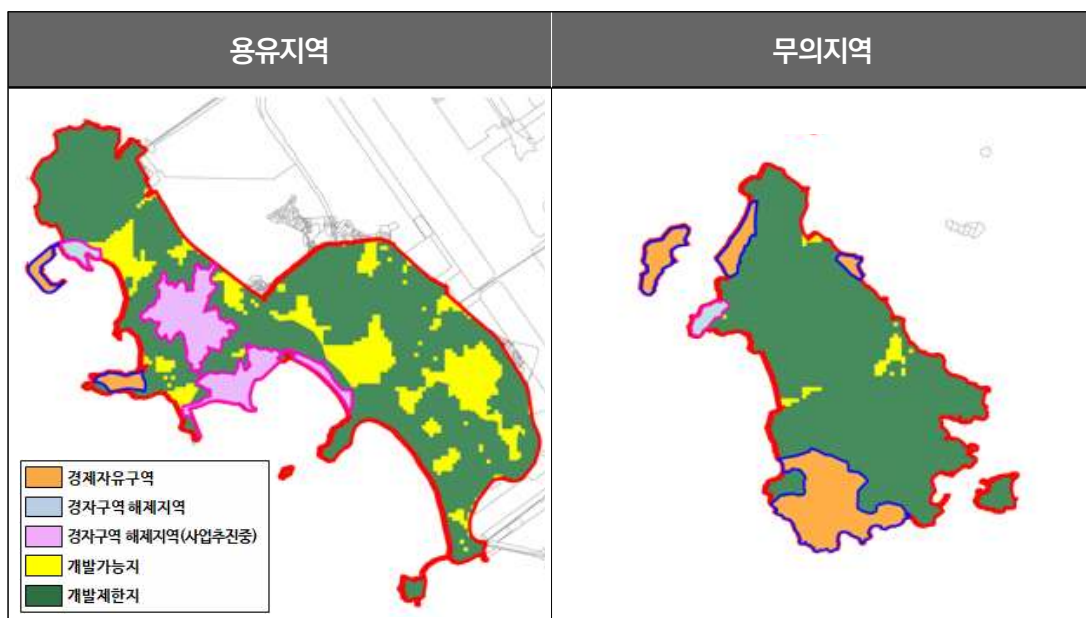 용유지역
무의지역
경제자유구역
경자구역 해제지역
경자구역 해제지역(사업추진중)
개발가능지
개발제한지